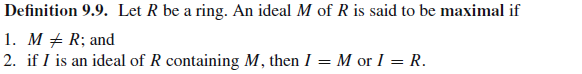 Definition 9.9. Let R be a ring. An ideal M of R is said to be maximal if
1. M ≠ R; and
2. if I is an ideal of R containing M, then I = M or I = R.